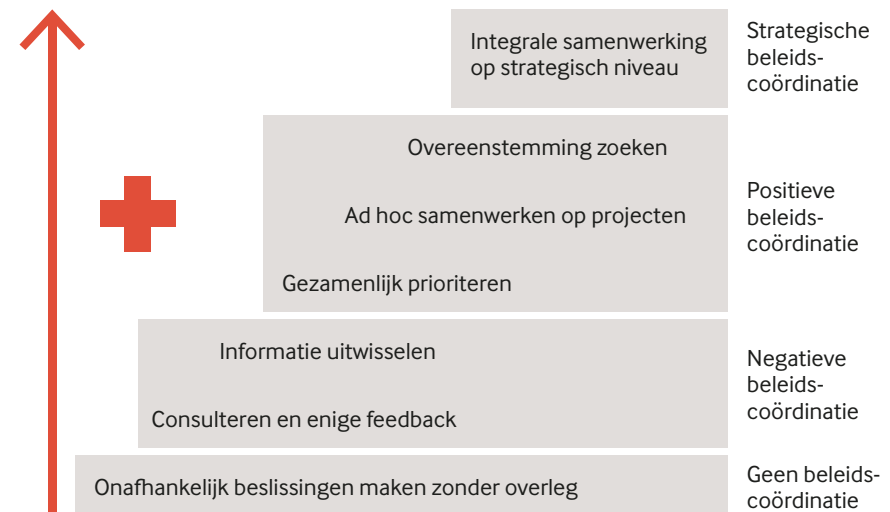 Integrale samenwerking
op strategisch niveau
Strategische
beleids-
coördinatie
Overeenstemming zoeken
Ad hoc samenwerken op projecten
Gezamenlijk prioriteren
Positieve
beleids-
coördinatie
Informatie uitwisselen
Consulteren en enige feedback
Negatieve
beleids-
coördinatie
Onafhankelijk beslissingen maken zonder overleg
Geen beleids-
coördinatie